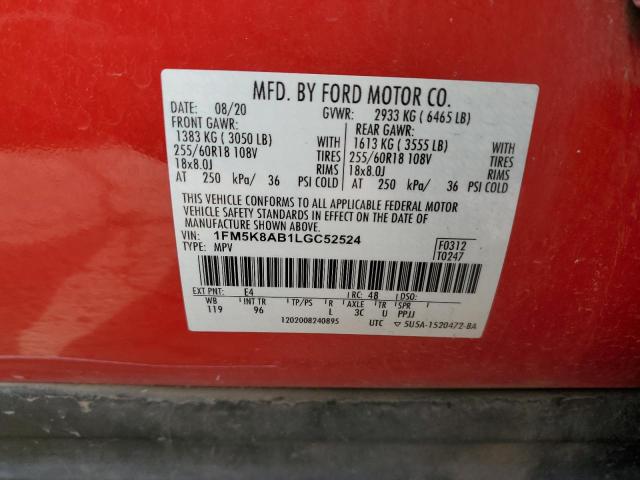 MFD. BY FORD MOTOR CO.
DATE: 08/20 GVWR: 2933 KG ( 6465 LB)
FRONT GAWR: REAR GAWR:
1383 KG ( 3050 LB) WITH 1613 KG ( 3555 LB) WITH
255/60R18 108V TIRES 255/60R18 108V TIRES
18x8.0J RIMS 18x8.0J RIMS
AT 250 kPa/ 36 PSI COLD AT 250 kPa/ 36 PSI COLD
THIS VEHICLE CONFORMS TO ALL APPLICABLE FEDERAL MOTOR
VEHICLE SAFETY STANDARDS IN EFFECT ON THE DATE OF
MANUFACTURE SHOWN ABOVE.
VIN: 1FM5K8AB1LGC52524 F0312
TYPE: MPV T0247
EXT PNT: E4 RC: 48 DSO:
WB INT TR TP/PS R AXLE TR SPR
119 96 L 3C U PPJJ
1202008240895 UTC ▽ 5U5A-1520472-BA